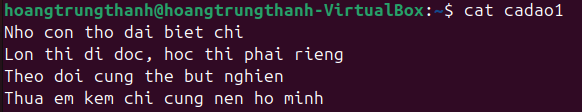 hoangtrungthanh@hoangtrungthanh-VirtualBox:~$ cat cadao1
Nho con tho dai biet chi
Lon thi di doc, hoc thi phai rieng
Theo doi cung the but nghien
Thua em kem chi cung nen ho minh